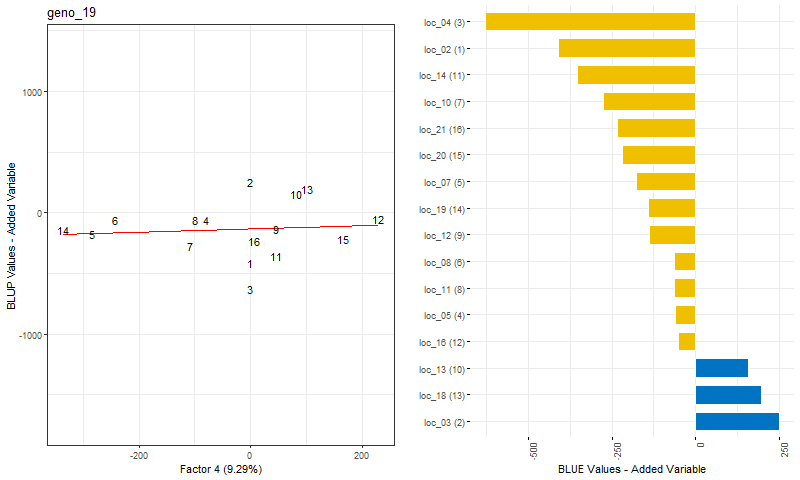 geno_19
BLUP Values - Added Variable
1000
0
-1000
2
13
10
12
6
8
4
14
5
9
7
16
15
11
1
3
-200
0
200
Factor 4 (9.29%)
loc_04 (3)
loc_02 (1)
loc_14 (11)
loc_10 (7)
loc_21 (16)
loc_20 (15)
loc_07 (5)
loc_19 (14)
loc_12 (9)
loc_08 (6)
loc_11 (8)
loc_05 (4)
loc_16 (12)
loc_13 (10)
loc_18 (13)
loc_03 (2)
-500
-250
0
250
BLUE Values - Added Variable